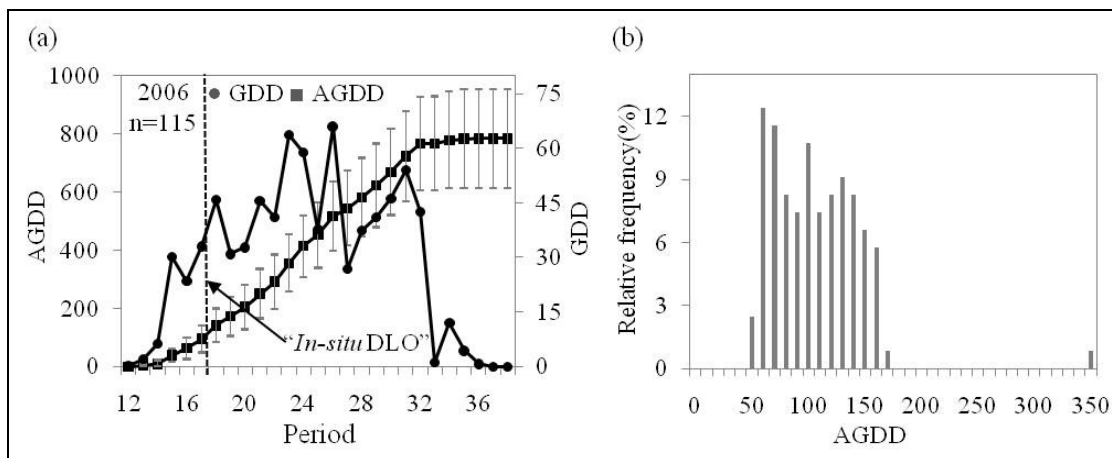 (a)
1000
800
600
400
200
0
AGDD
2006
n=115
GDD AGDD
75
60
45
30
15
0
GDD
"In-situ DLO"
12 16 20 24 28 32 36
Period
(b)
12
9
6
3
0
Relative frequency(%)
0 50 100 150 200 250 300 350
AGDD